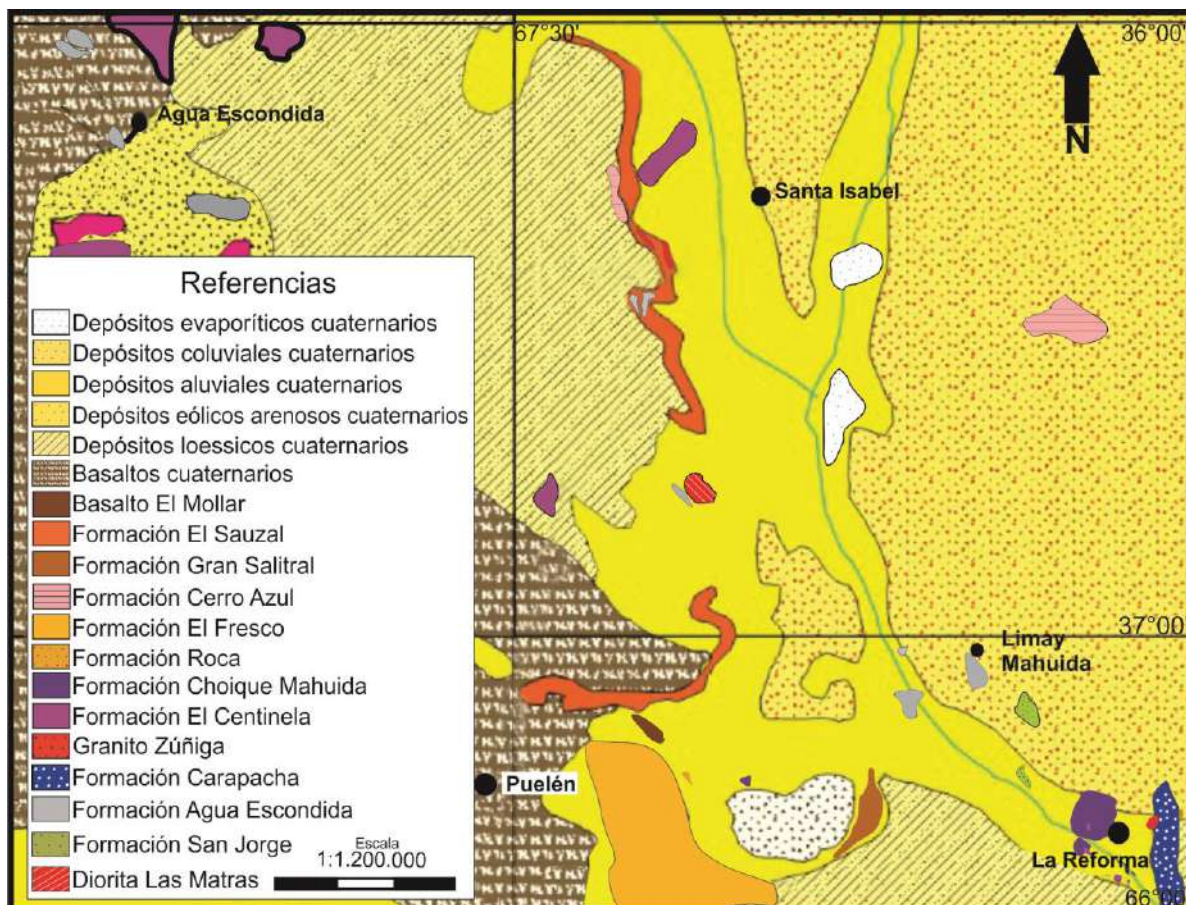 67°30'
36°00'
Agua Escondida
N
Santa Isabel
Referencias
Depósitos evaporíticos cuaternarios
Depósitos coluviales cuaternarios
Depósitos aluviales cuaternarios
Depósitos eólicos arenosos cuaternarios
Depósitos loessicos cuaternarios
Basaltos cuaternarios
Basalto El Mollar
Formación El Sauzal
Formación Gran Salitral
Formación Cerro Azul
Formación El Fresco
Formación Roca
Formación Choique Mahuida
Formación El Centinela
Granito Zúñiga
Formación Carapacha
Formación Agua Escondida
Formación San Jorge
Diorita Las Matras
Escala
1:1.200.000
37°00'
Limay
Mahuida
Puelén
La Reforma
66°00'